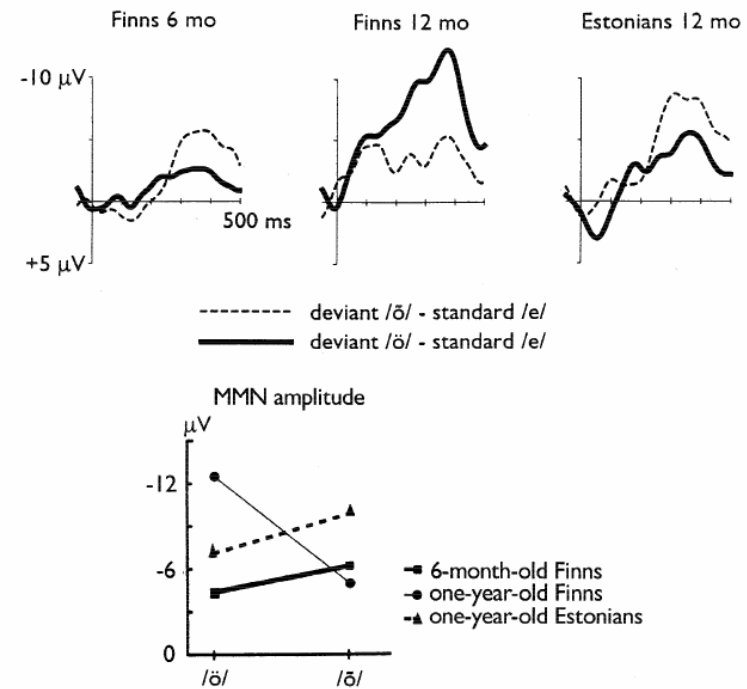 Finns 6 mo
Finns 12 mo
Estonians 12 mo
-10 µV
500 ms
+5 µV
deviant /õ/ - standard /e/
deviant /ö/ - standard /e/
MMN amplitude
µV
-12
-6
0
6-month-old Finns
one-year-old Finns
one-year-old Estonians
/ö/
/õ/